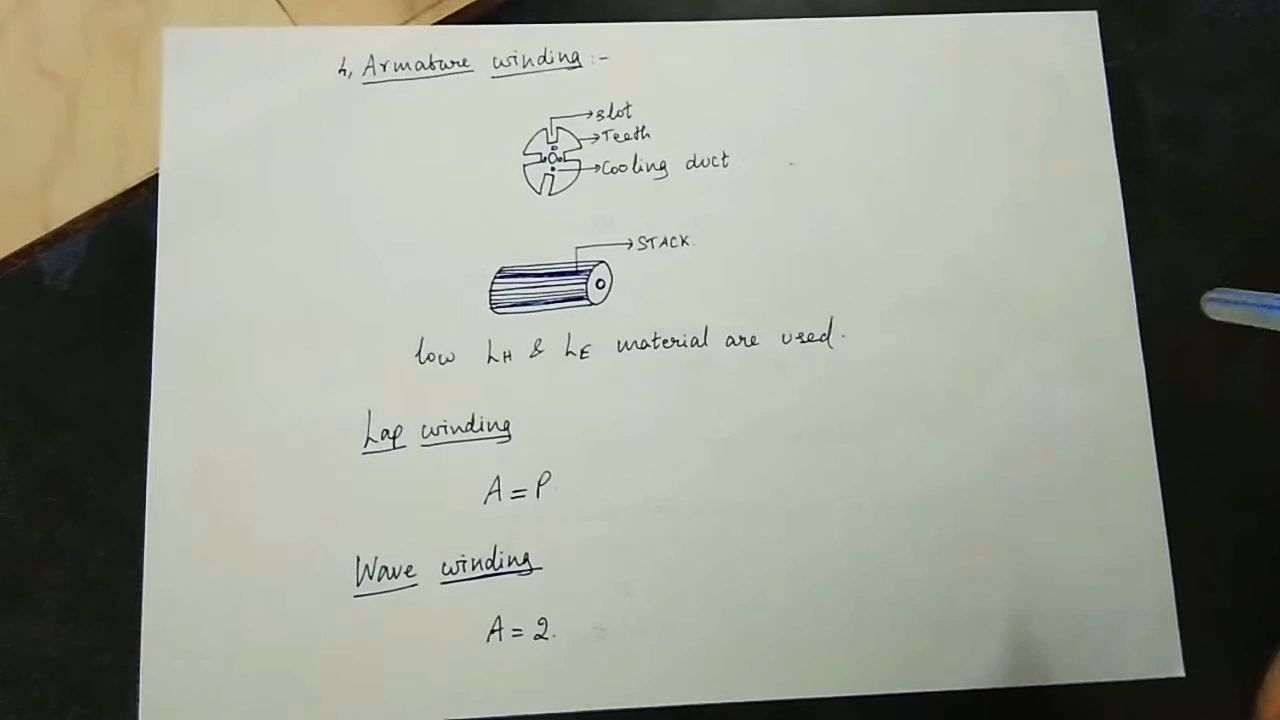 4, Armature winding :-
slot
Teeth
Cooling duct
STACK
low LH & LE material are used.
Lap winding
A = P
Wave winding
A = 2.